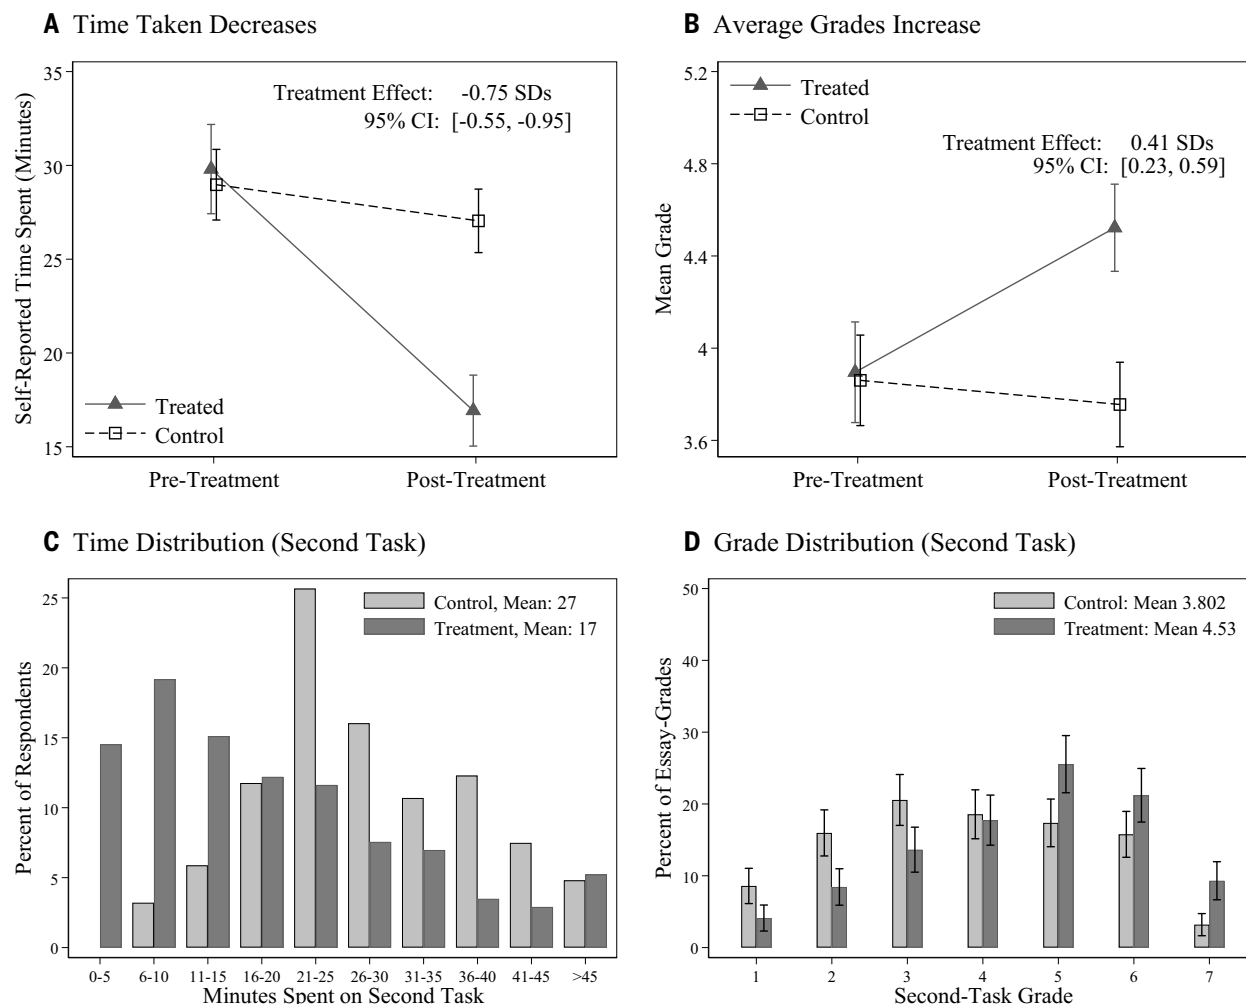 A Time Taken Decreases
35
30
25
20
15
Self-Reported Time Spent (Minutes)
Treatment Effect: -0.75 SDs
95% CI: [-0.55, -0.95]
Treated
Control
Pre-Treatment Post-Treatment
B Average Grades Increase
5.2
4.8
4.4
4
3.6
Mean Grade
Treated
Control
Treatment Effect: 0.41 SDs
95% CI: [0.23, 0.59]
Pre-Treatment Post-Treatment
C Time Distribution (Second Task)
25
20
15
10
5
0
Percent of Respondents
Control, Mean: 27
Treatment, Mean: 17
0-5 6-10 11-15 16-20 21-25 26-30 31-35 36-40 41-45 >45
Minutes Spent on Second Task
D Grade Distribution (Second Task)
50
40
30
20
10
0
Percent of Essay-Grades
Control: Mean 3.802
Treatment: Mean 4.53
1 2 3 4 5 6 7
Second-Task Grade